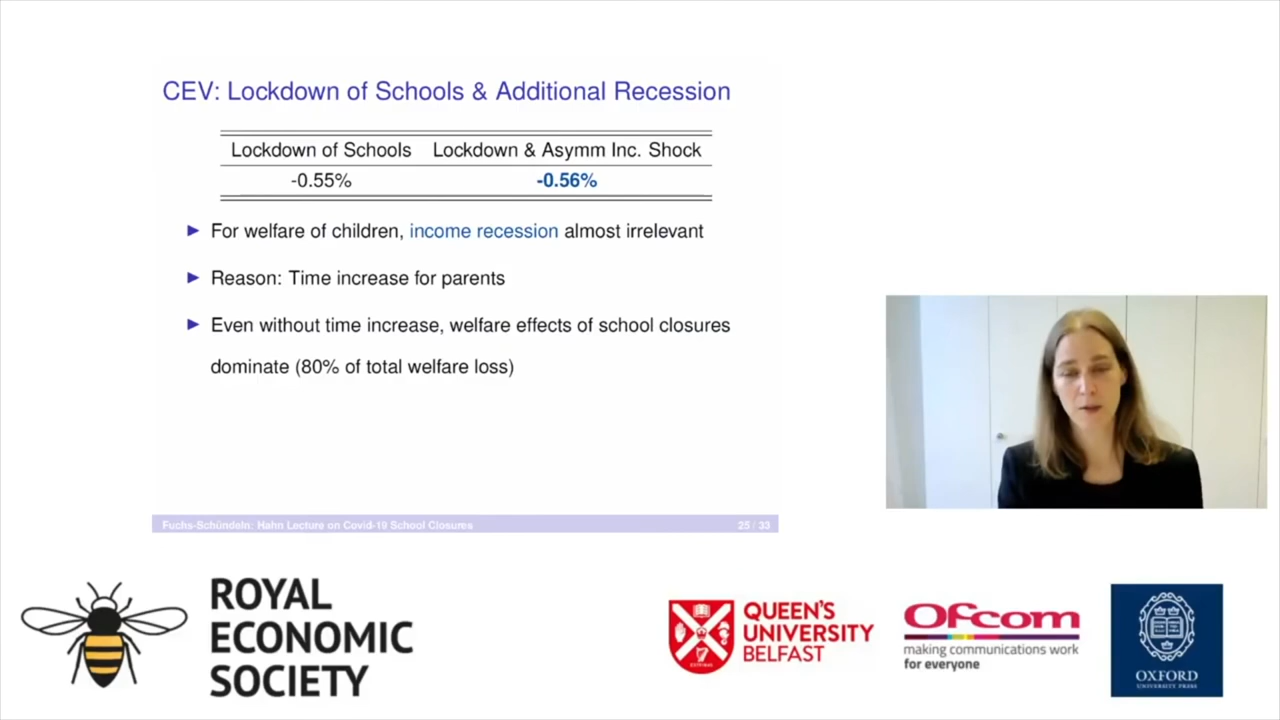 CEV: Lockdown of Schools & Additional Recession
Lockdown of Schools Lockdown & Asymm Inc. Shock
-0.55% -0.56%
► For welfare of children, income recession almost irrelevant
► Reason: Time increase for parents
► Even without time increase, welfare effects of school closures
dominate (80% of total welfare loss)
Fuchs-Schündeln: Hahn Lecture on Covid-19 School Closures 25 / 33
ROYAL
ECONOMIC
SOCIETY
QUEEN'S
UNIVERSITY
BELFAST
Ofcom
making communications work
for everyone
OXFORD
UNIVERSITY PRESS